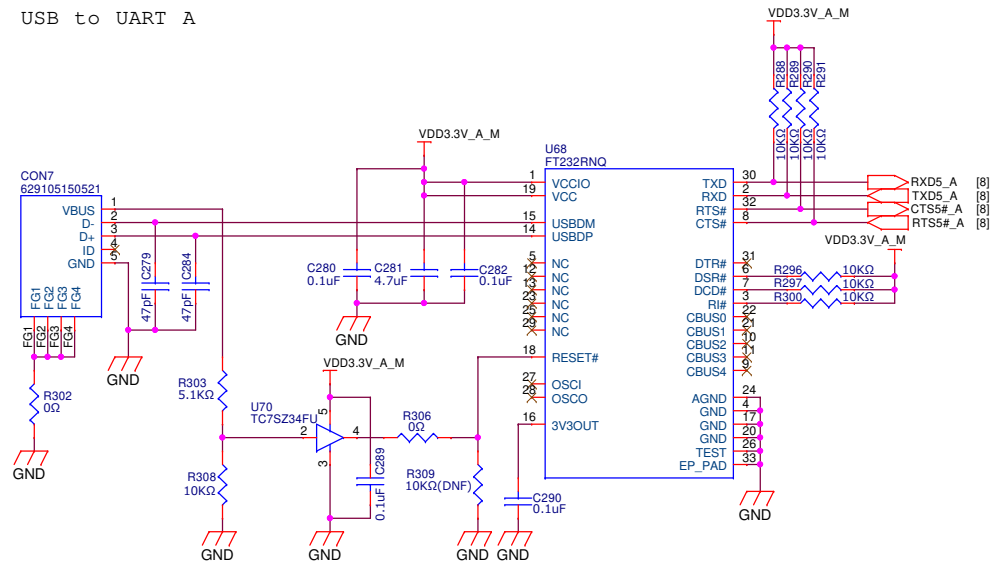 USB to UART A
VDD3.3V_A_M
R288
R289
R290
R291
10KΩ
10KΩ
10KΩ
10KΩ
VDD3.3V_A_M
U68
FT232RNQ
CON7
629105150521
VBUS 1
D- 2
D+ 3
ID 4
GND 5
FG1
FG2
FG3
FG4
FG1
FG2
FG3
FG4
C279
47pF
C284
47pF
C280
0.1uF
C281
4.7uF
C282
0.1uF
GND
GND
1 VCCIO
19 VCC
15 USBDM
14 USBDP
5 NC
12 NC
13 NC
23 NC
25 NC
29 NC
18 RESET#
27 OSCI
28 OSCO
16 3V3OUT
TXD 30
RXD 2
RTS# 32
CTS# 8
DTR# 31
DSR# 6
DCD# 7
RI# 3
CBUS0 22
CBUS1 21
CBUS2 10
CBUS3 11
CBUS4 9
AGND 24
GND 4
GND 17
GND 20
TEST 26
EP_PAD 33
RXD5_A [8]
TXD5_A [8]
CTS5#_A [8]
RTS5#_A [8]
VDD3.3V_A_M
R296 10KΩ
R297 10KΩ
R300 10KΩ
R302
0Ω
GND
R303
5.1KΩ
R308
10KΩ
GND
VDD3.3V_A_M
U70
TC7SZ34FU
2
5
4
3
C289
0.1uF
GND
R306
0Ω
R309
10KΩ(DNF)
GND
C290
0.1uF
GND
GND